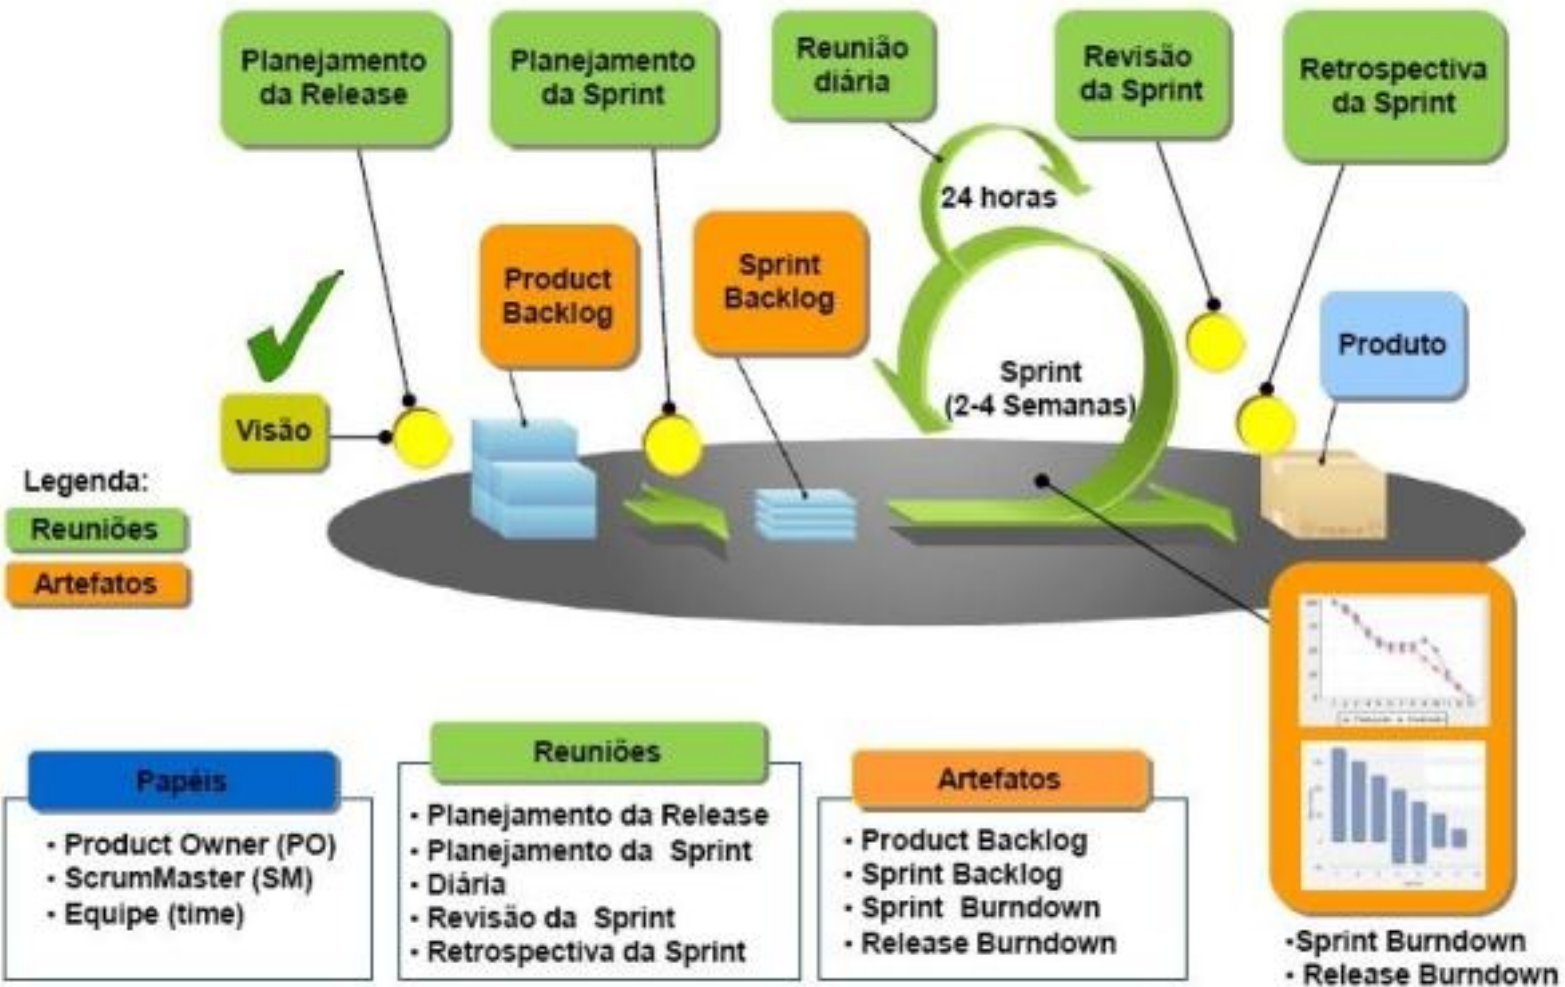 Planejamento
da Release
Planejamento
da Sprint
Reunião
diária
Revisão
da Sprint
Retrospectiva
da Sprint
24 horas
Product
Backlog
Sprint
Backlog
Produto
Sprint
(2-4 Semanas)
Visão
Legenda:
Reuniões
Artefatos
Papéis
• Product Owner (PO)
• ScrumMaster (SM)
• Equipe (time)
Reuniões
• Planejamento da Release
• Planejamento da Sprint
• Diária
• Revisão da Sprint
• Retrospectiva da Sprint
Artefatos
• Product Backlog
• Sprint Backlog
• Sprint Burndown
• Release Burndown
•Sprint Burndown
• Release Burndown